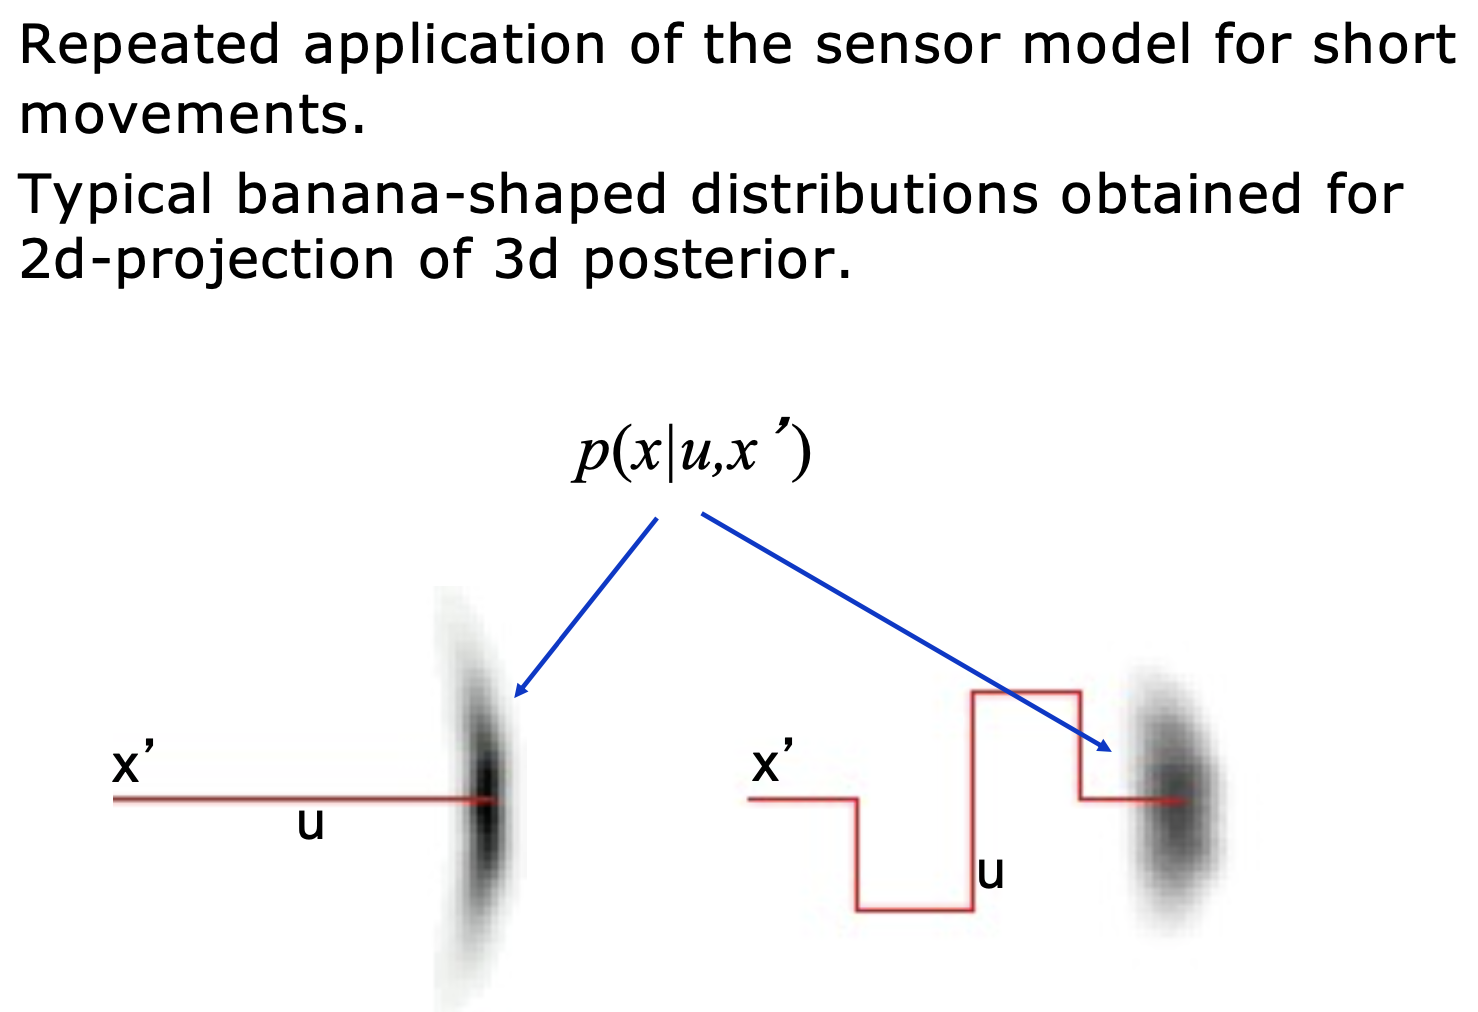 Repeated application of the sensor model for short
movements.
Typical banana-shaped distributions obtained for
2d-projection of 3d posterior.
p(x|u,x’)
x’
u
x’
u